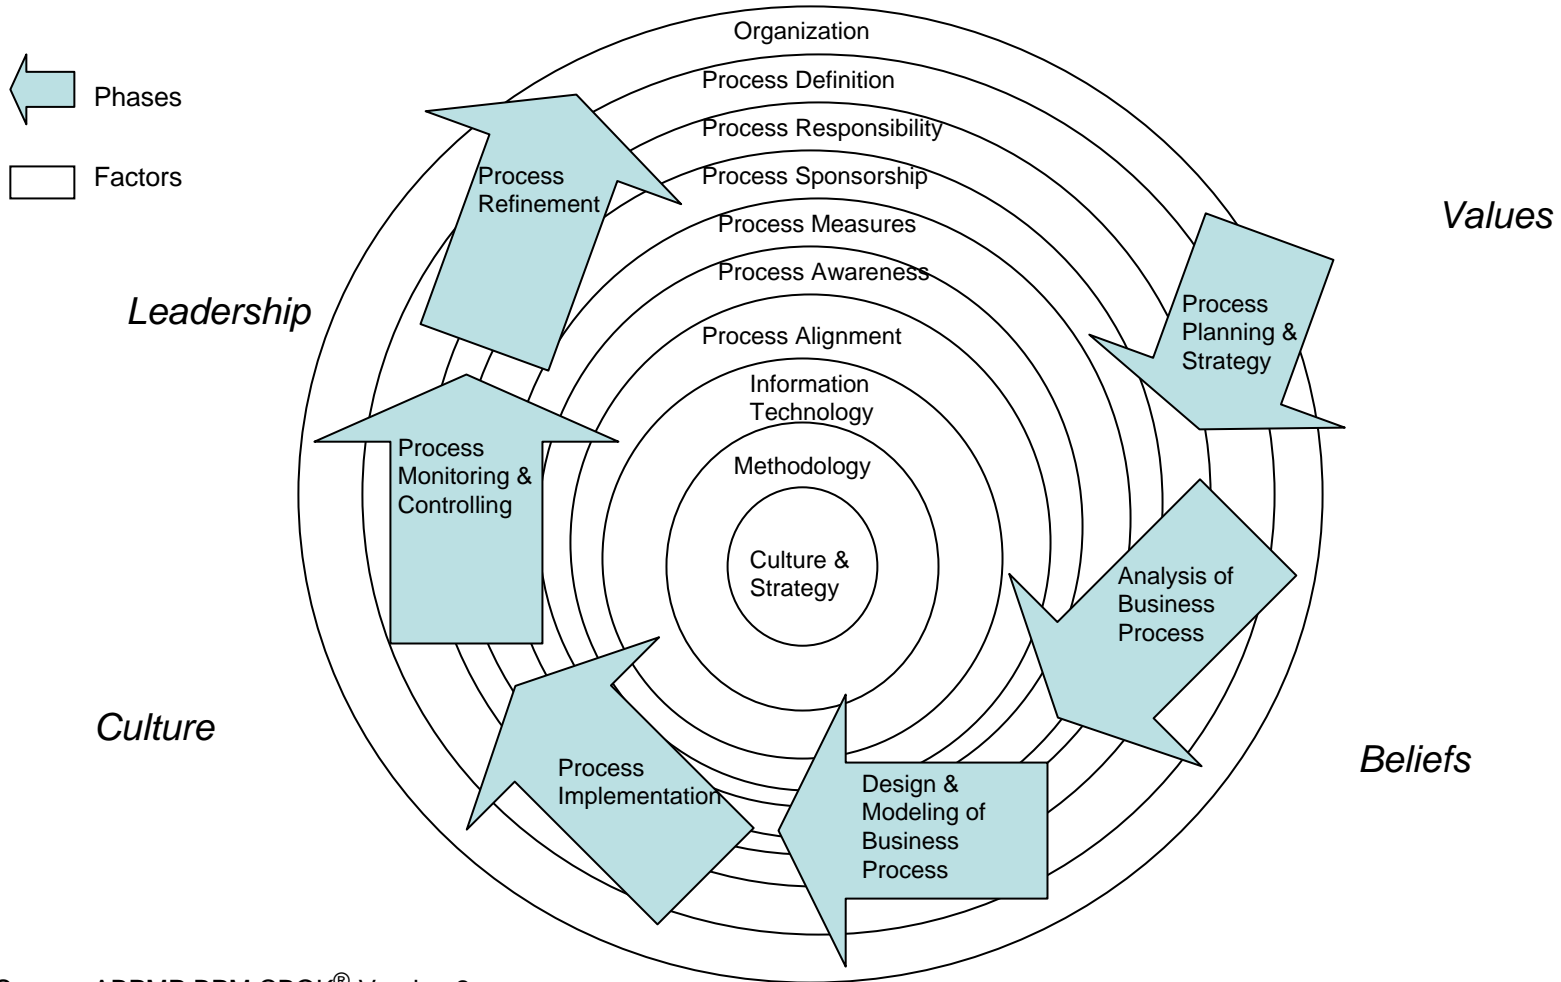 Organization
Process Definition
Process Responsibility
Process Sponsorship
Process Measures
Process Awareness
Process Alignment
Information
Technology
Methodology
Culture &
Strategy
Phases
Factors
Process
Refinement
Values
Process
Planning &
Strategy
Leadership
Process
Monitoring &
Controlling
Analysis of
Business
Process
Culture
Beliefs
Process
Implementation
Design &
Modeling of
Business
Process
ABPMP BPM CBOK®